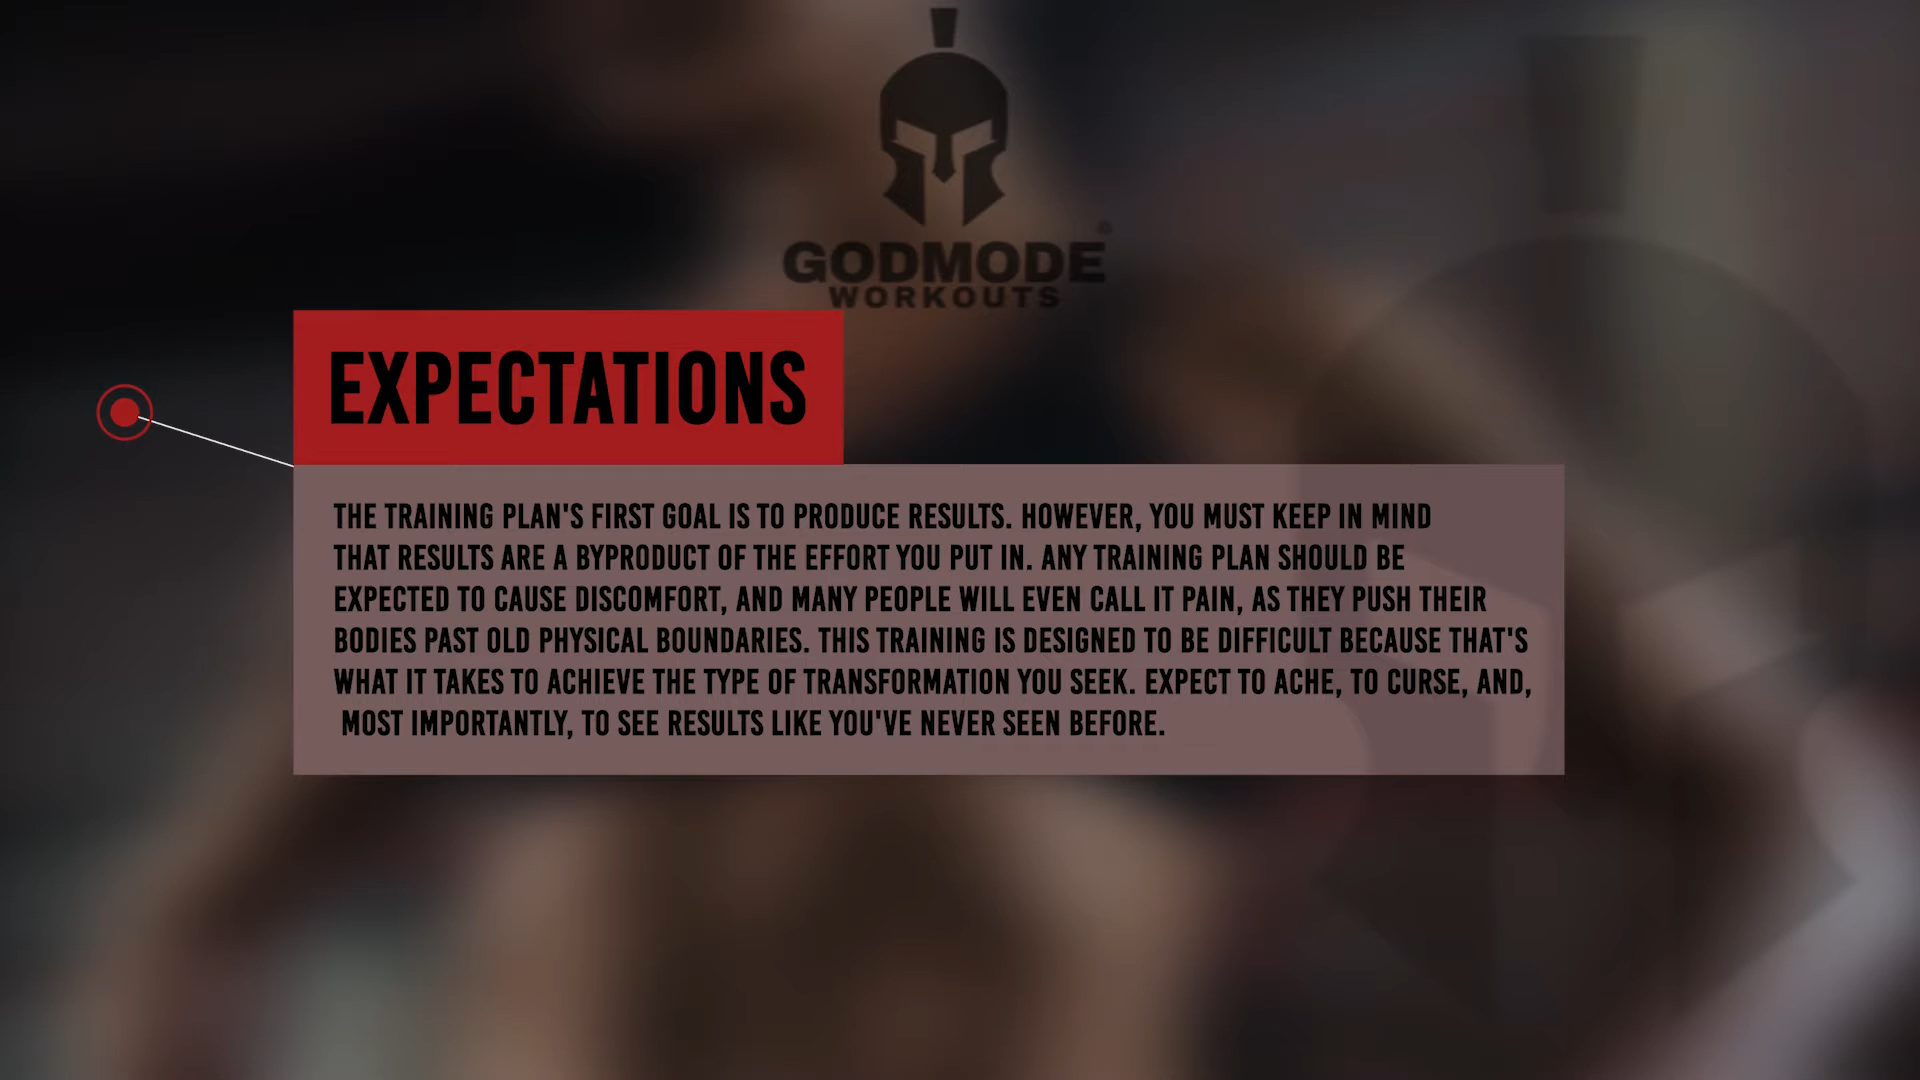 GODMODE
©
WORKOUTS
EXPECTATIONS
THE TRAINING PLAN'S FIRST GOAL IS TO PRODUCE RESULTS. HOWEVER, YOU MUST KEEP IN MIND
THAT RESULTS ARE A BYPRODUCT OF THE EFFORT YOU PUT IN. ANY TRAINING PLAN SHOULD BE
EXPECTED TO CAUSE DISCOMFORT, AND MANY PEOPLE WILL EVEN CALL IT PAIN, AS THEY PUSH THEIR
BODIES PAST OLD PHYSICAL BOUNDARIES. THIS TRAINING IS DESIGNED TO BE DIFFICULT BECAUSE THAT'S
WHAT IT TAKES TO ACHIEVE THE TYPE OF TRANSFORMATION YOU SEEK. EXPECT TO ACHE, TO CURSE, AND,
MOST IMPORTANTLY, TO SEE RESULTS LIKE YOU'VE NEVER SEEN BEFORE.